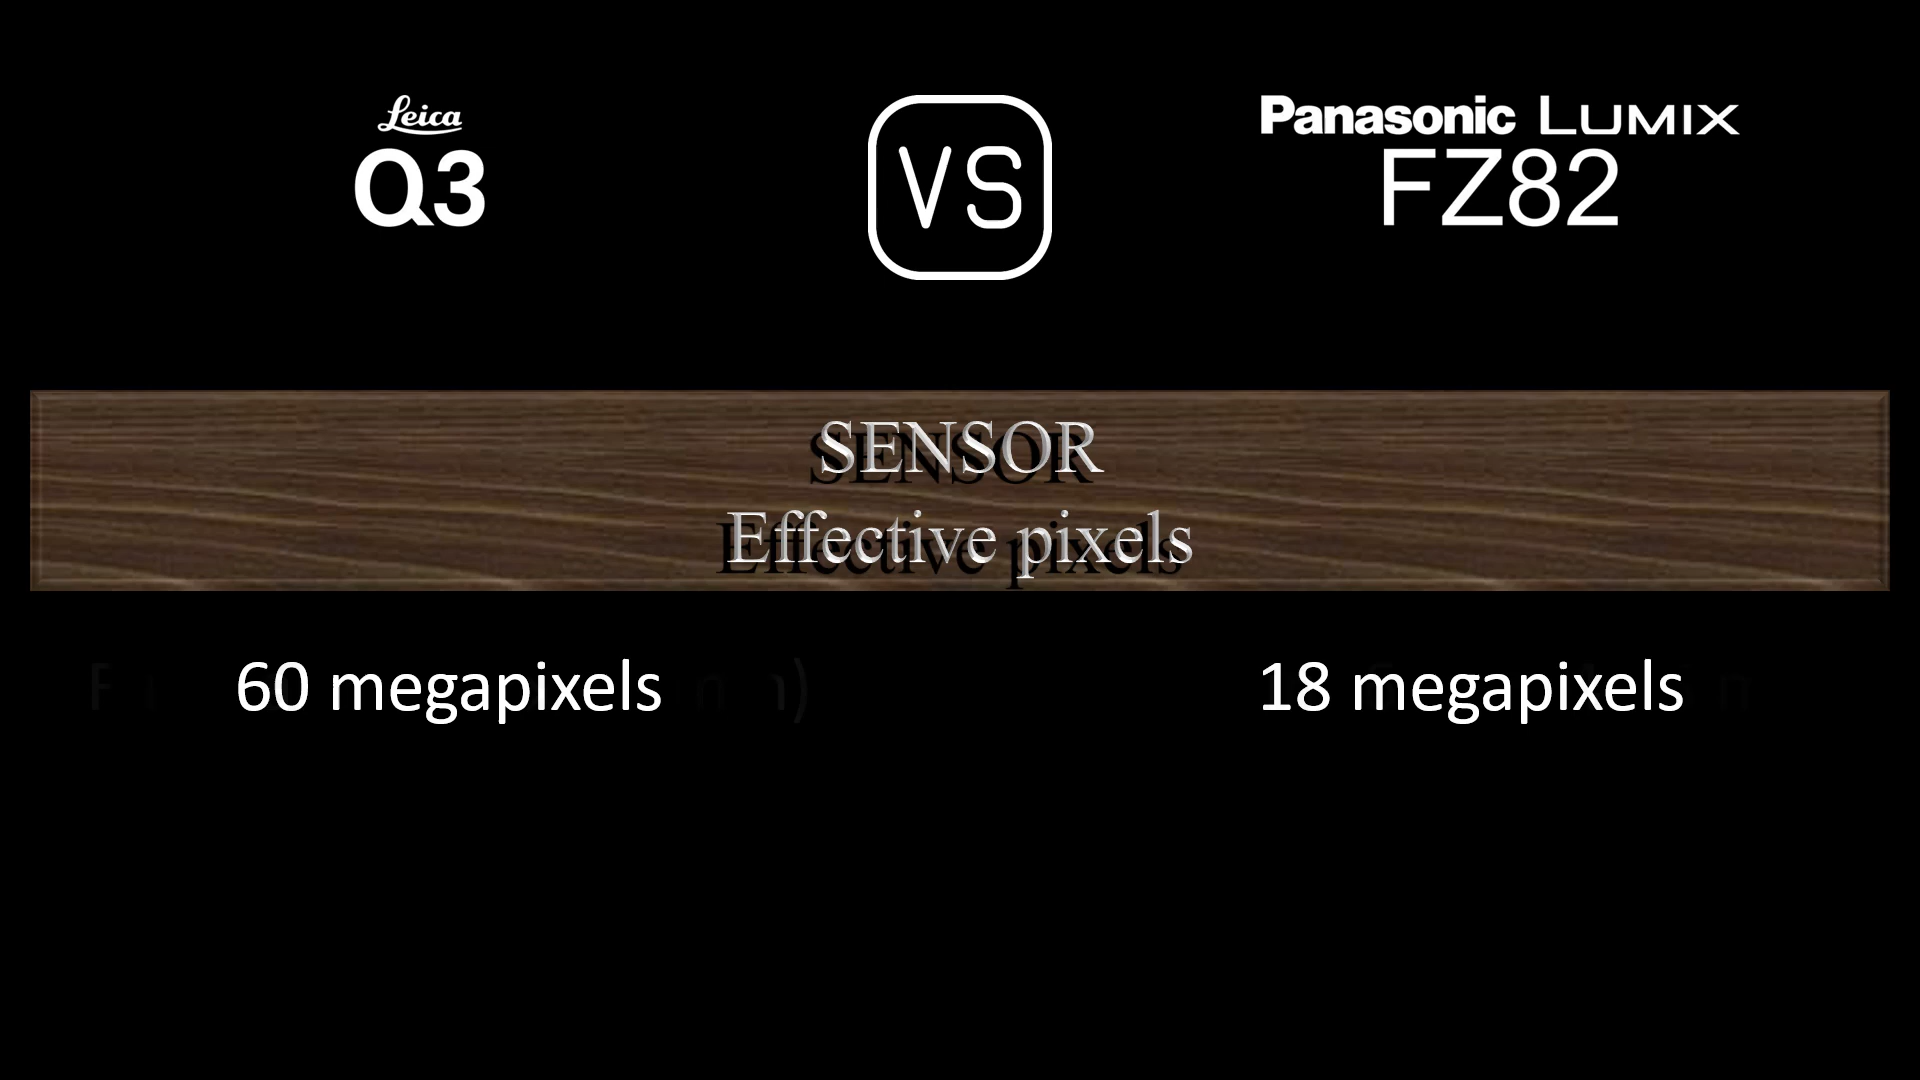 Leica
Q3
VS
Panasonic LUMIX
FZ82
SENSOR
Effective pixels
60 megapixels
18 megapixels